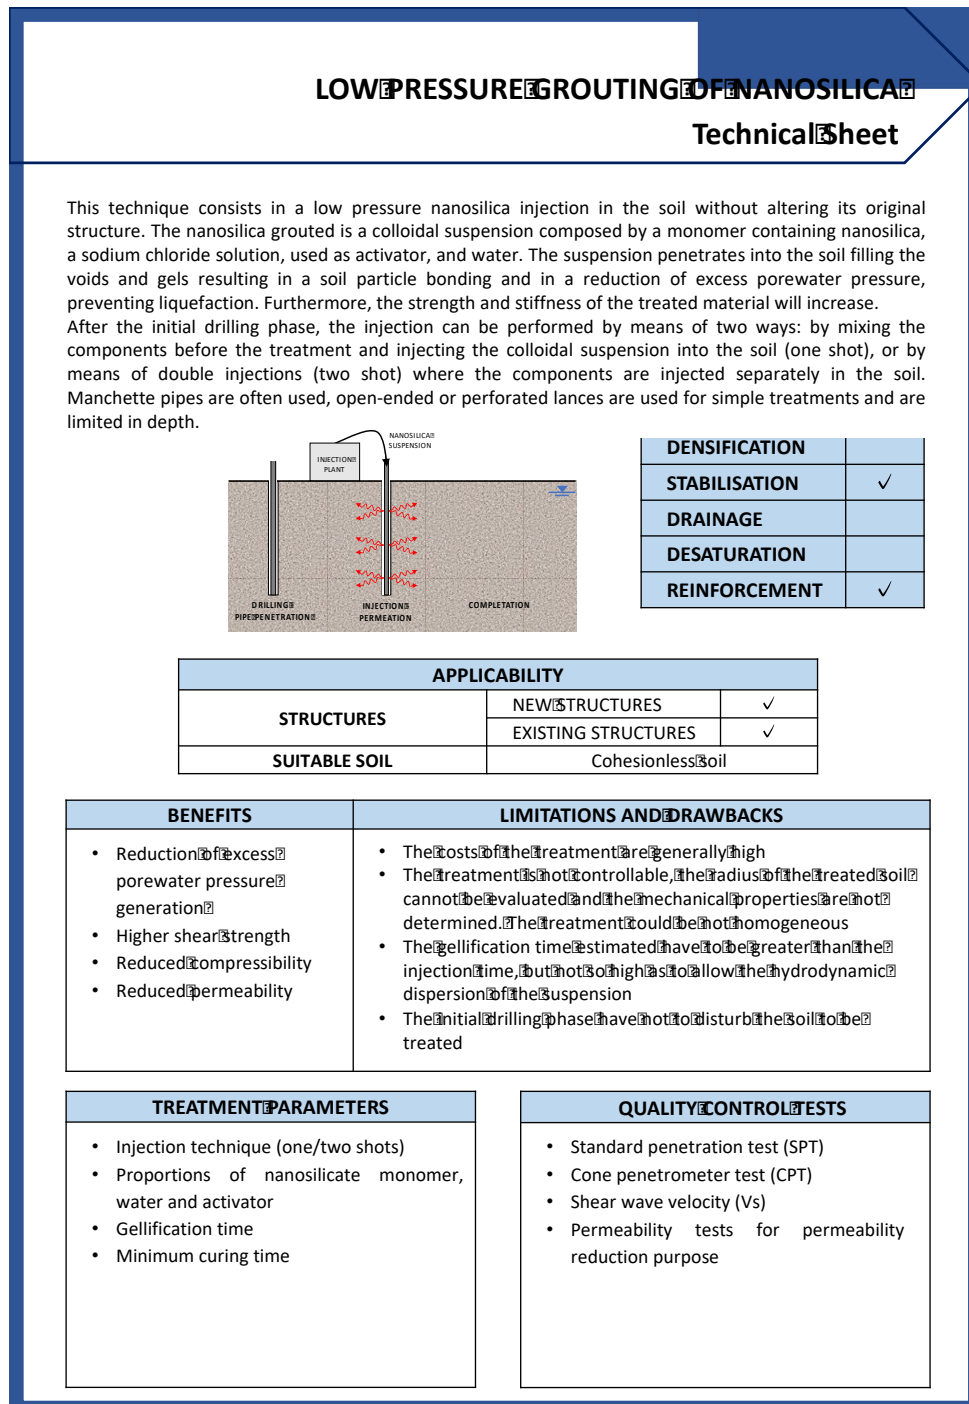 LOW PRESSURE GROUTING OF NANOSILICA
Technical Sheet
This technique consists in a low pressure nanosilica injection in the soil without altering its original
structure. The nanosilica grouted is a colloidal suspension composed by a monomer containing nanosilica,
a sodium chloride solution, used as activator, and water. The suspension penetrates into the soil filling the
voids and gels resulting in a soil particle bonding and in a reduction of excess porewater pressure,
preventing liquefaction. Furthermore, the strength and stiffness of the treated material will increase.
After the initial drilling phase, the injection can be performed by means of two ways: by mixing the
components before the treatment and injecting the colloidal suspension into the soil (one shot), or by
means of double injections (two shot) where the components are injected separately in the soil.
Manchette pipes are often used, open-ended or perforated lances are used for simple treatments and are
limited in depth.
NANOSILICA
SUSPENSION
INJECTION
PLANT
DRILLING
PIPE PENETRATION
INJECTION
PERMEATION
COMPLETATION
DENSIFICATION
STABILISATION ✓
DRAINAGE
DESATURATION
REINFORCEMENT ✓
APPLICABILITY
STRUCTURES
NEW STRUCTURES ✓
EXISTING STRUCTURES ✓
SUITABLE SOIL Cohesionless soil
BENEFITS
• Reduction of excess
porewater pressure
generation
• Higher shear strength
• Reduced compressibility
• Reduced permeability
LIMITATIONS AND DRAWBACKS
• The costs of the treatment are generally high
• The treatment is not controllable, the radius of the treated soil
cannot be evaluated and the mechanical properties are not
determined. The treatment could be not homogeneous
• The gellification time estimated have to be greater than the
injection time, but not so high as to allow the hydrodynamic
dispersion of the suspension
• The initial drilling phase have not to disturb the soil to be
treated
TREATMENT PARAMETERS
• Injection technique (one/two shots)
• Proportions of nanosilicate monomer,
water and activator
• Gellification time
• Minimum curing time
QUALITY CONTROL TESTS
• Standard penetration test (SPT)
• Cone penetrometer test (CPT)
• Shear wave velocity (Vs)
• Permeability tests for permeability
reduction purpose